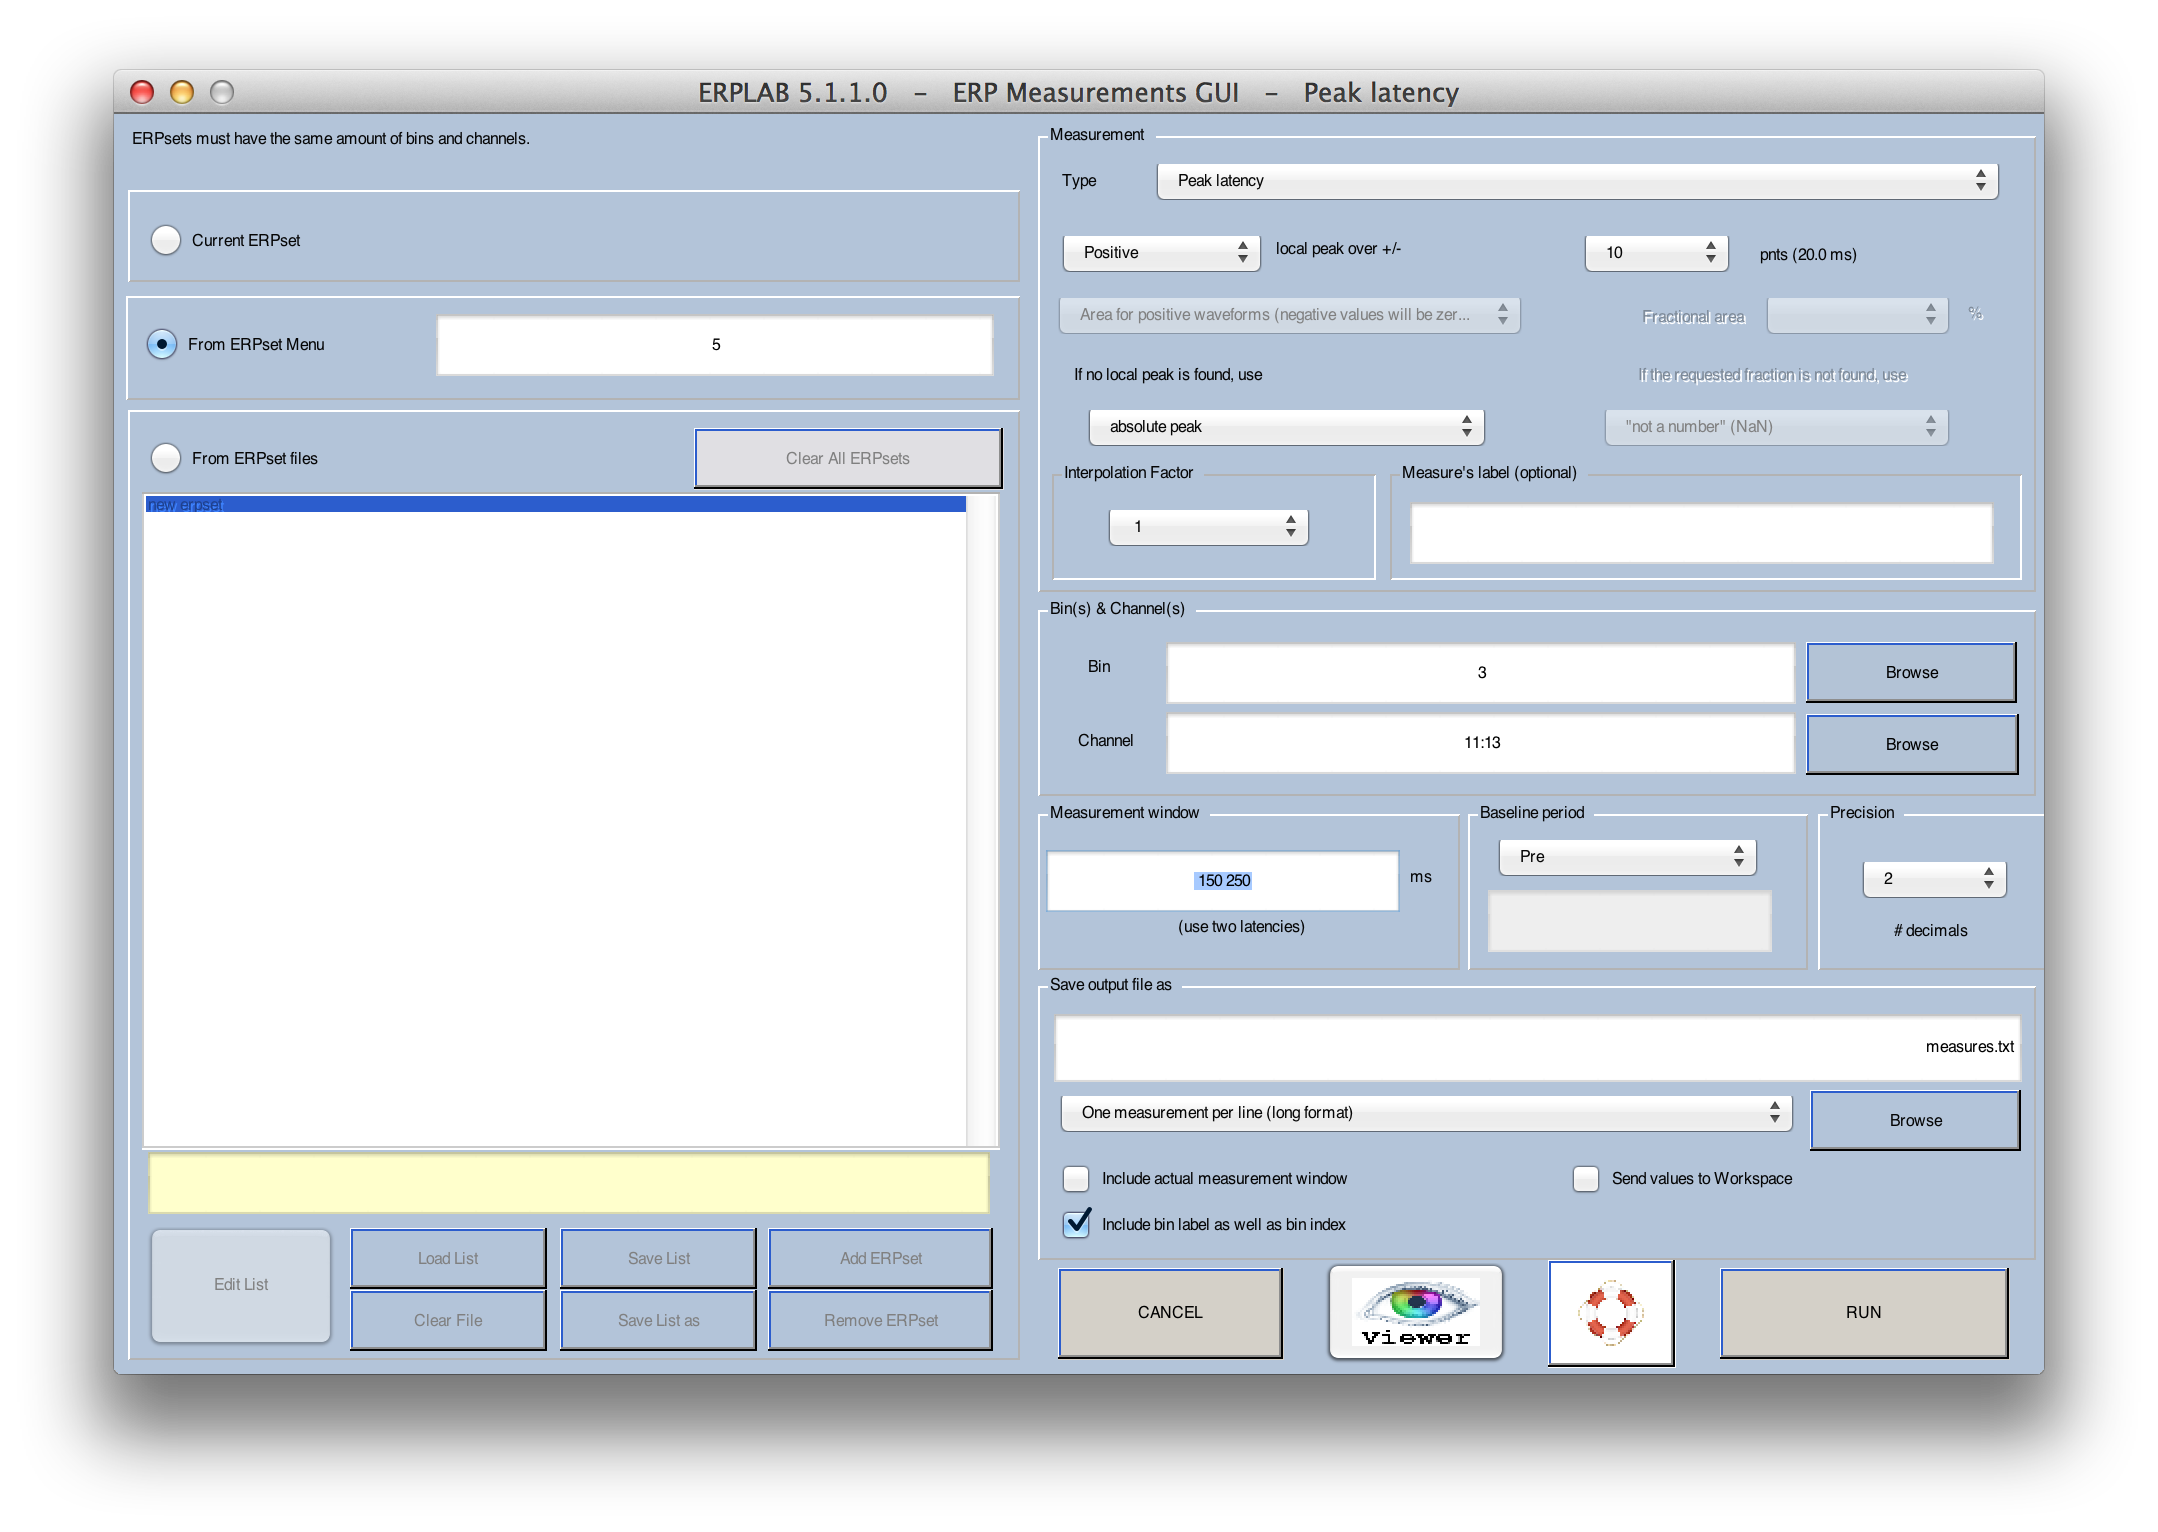 ERPLAB 5.1.1.0 - ERP Measurements GUI - Peak latency
ERPsets must have the same amount of bins and channels.
Current ERPset
From ERPset Menu
5
From ERPset files
Clear All ERPsets
new erpset
Edit List
Load List
Save List
Add ERPset
Clear File
Save List as
Remove ERPset
Measurement
Type
Peak latency
Positive
local peak over +/-
10
pnts (20.0 ms)
Area for positive waveforms (negative values will be zer...
Fractional area
%
If no local peak is found, use
If the requested fraction is not found, use
absolute peak
"not a number" (NaN)
Interpolation Factor
1
Measure's label (optional)
Bin(s) & Channel(s)
Bin
3
Browse
Channel
11:13
Browse
Measurement window
150 250
ms
(use two latencies)
Baseline period
Pre
Precision
2
# decimals
Save output file as
measures.txt
One measurement per line (long format)
Browse
Include actual measurement window
Send values to Workspace
Include bin label as well as bin index
CANCEL
Viewer
RUN